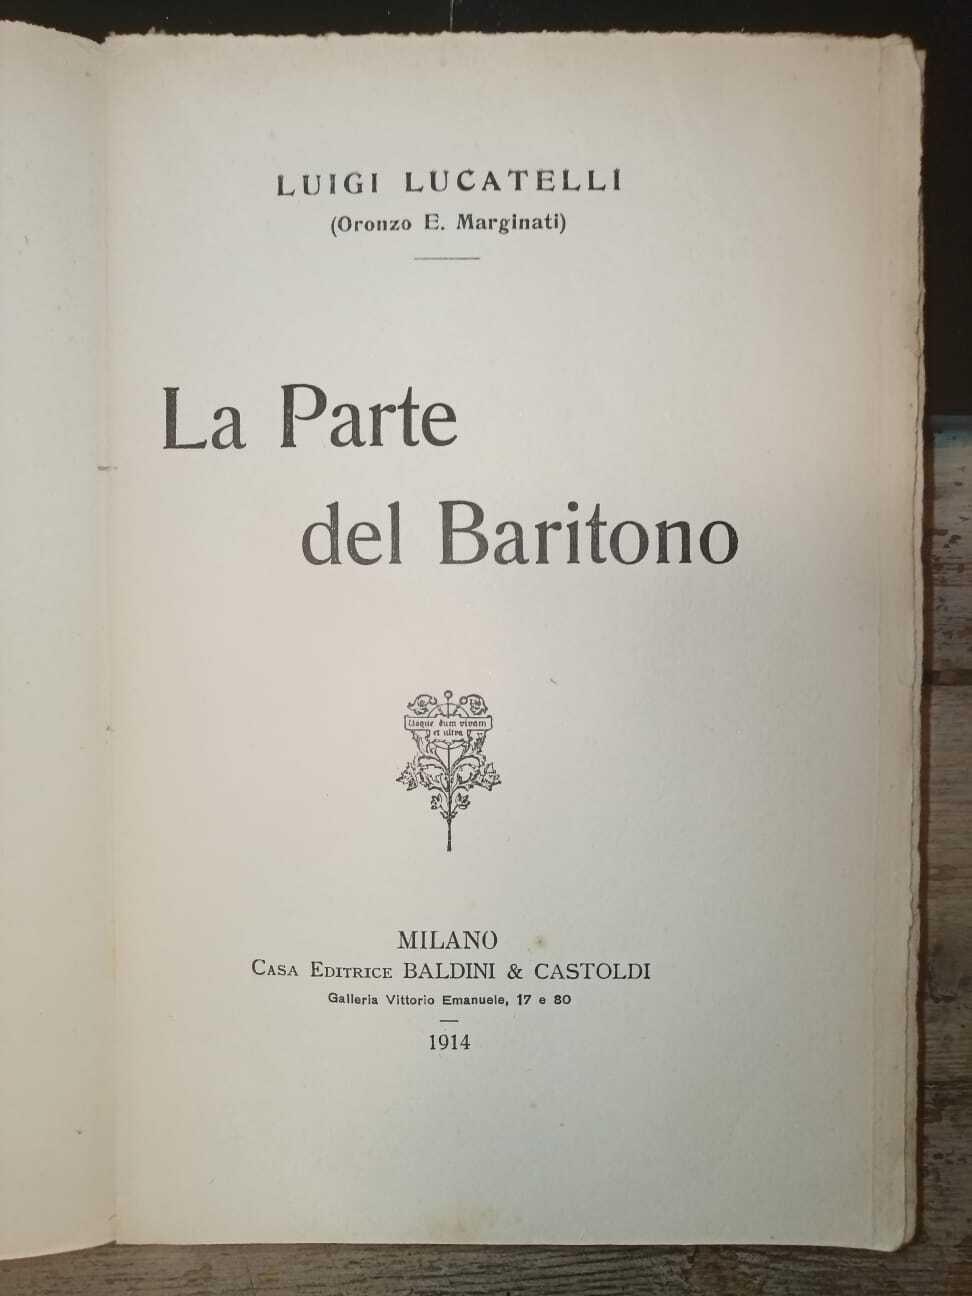 LUIGI LUCATELLI
(Oronzo E. Marginati)
La Parte
del Baritono
Usque dum vivam
et ultra
MILANO
CASA EDITRICE BALDINI & CASTOLDI
Galleria Vittorio Emanuele, 17 e 80
1914